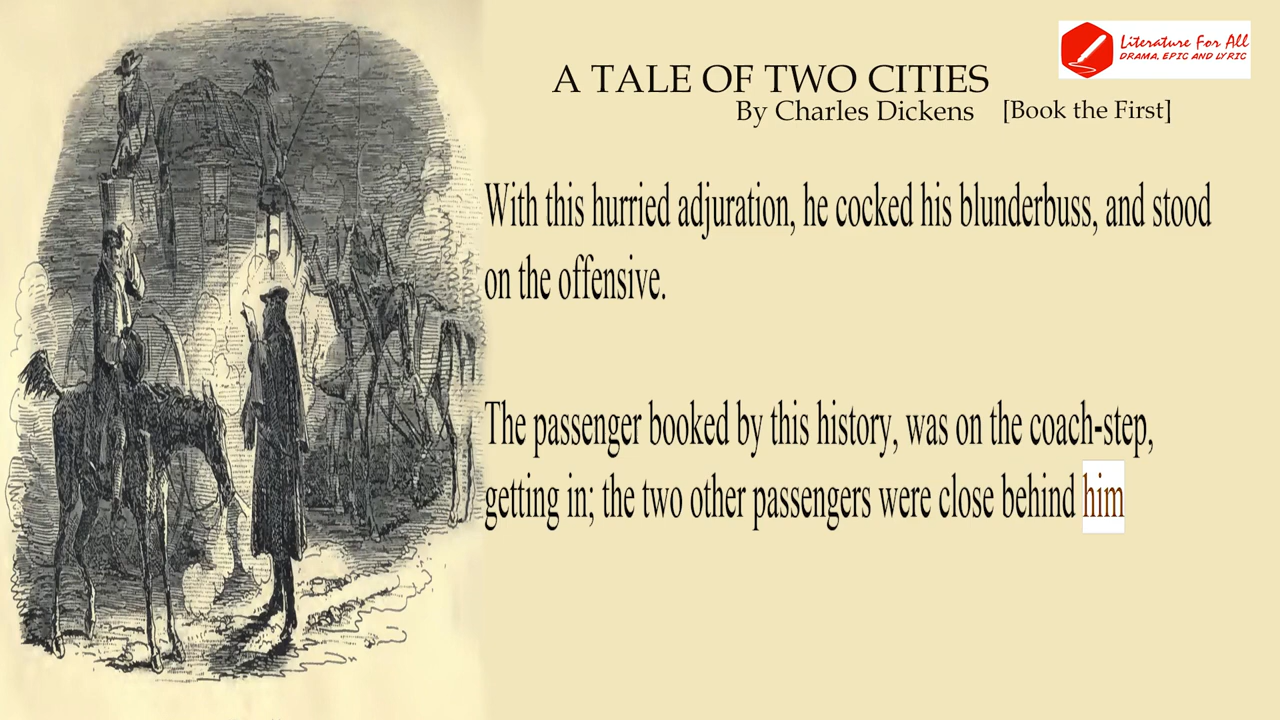 Literature For All
DRAMA, EPIC AND LYRIC
A TALE OF TWO CITIES
By Charles Dickens [Book the First]
With this hurried adjuration, he cocked his blunderbuss, and stood
on the offensive.
The passenger booked by this history, was on the coach-step,
getting in; the two other passengers were close behind him